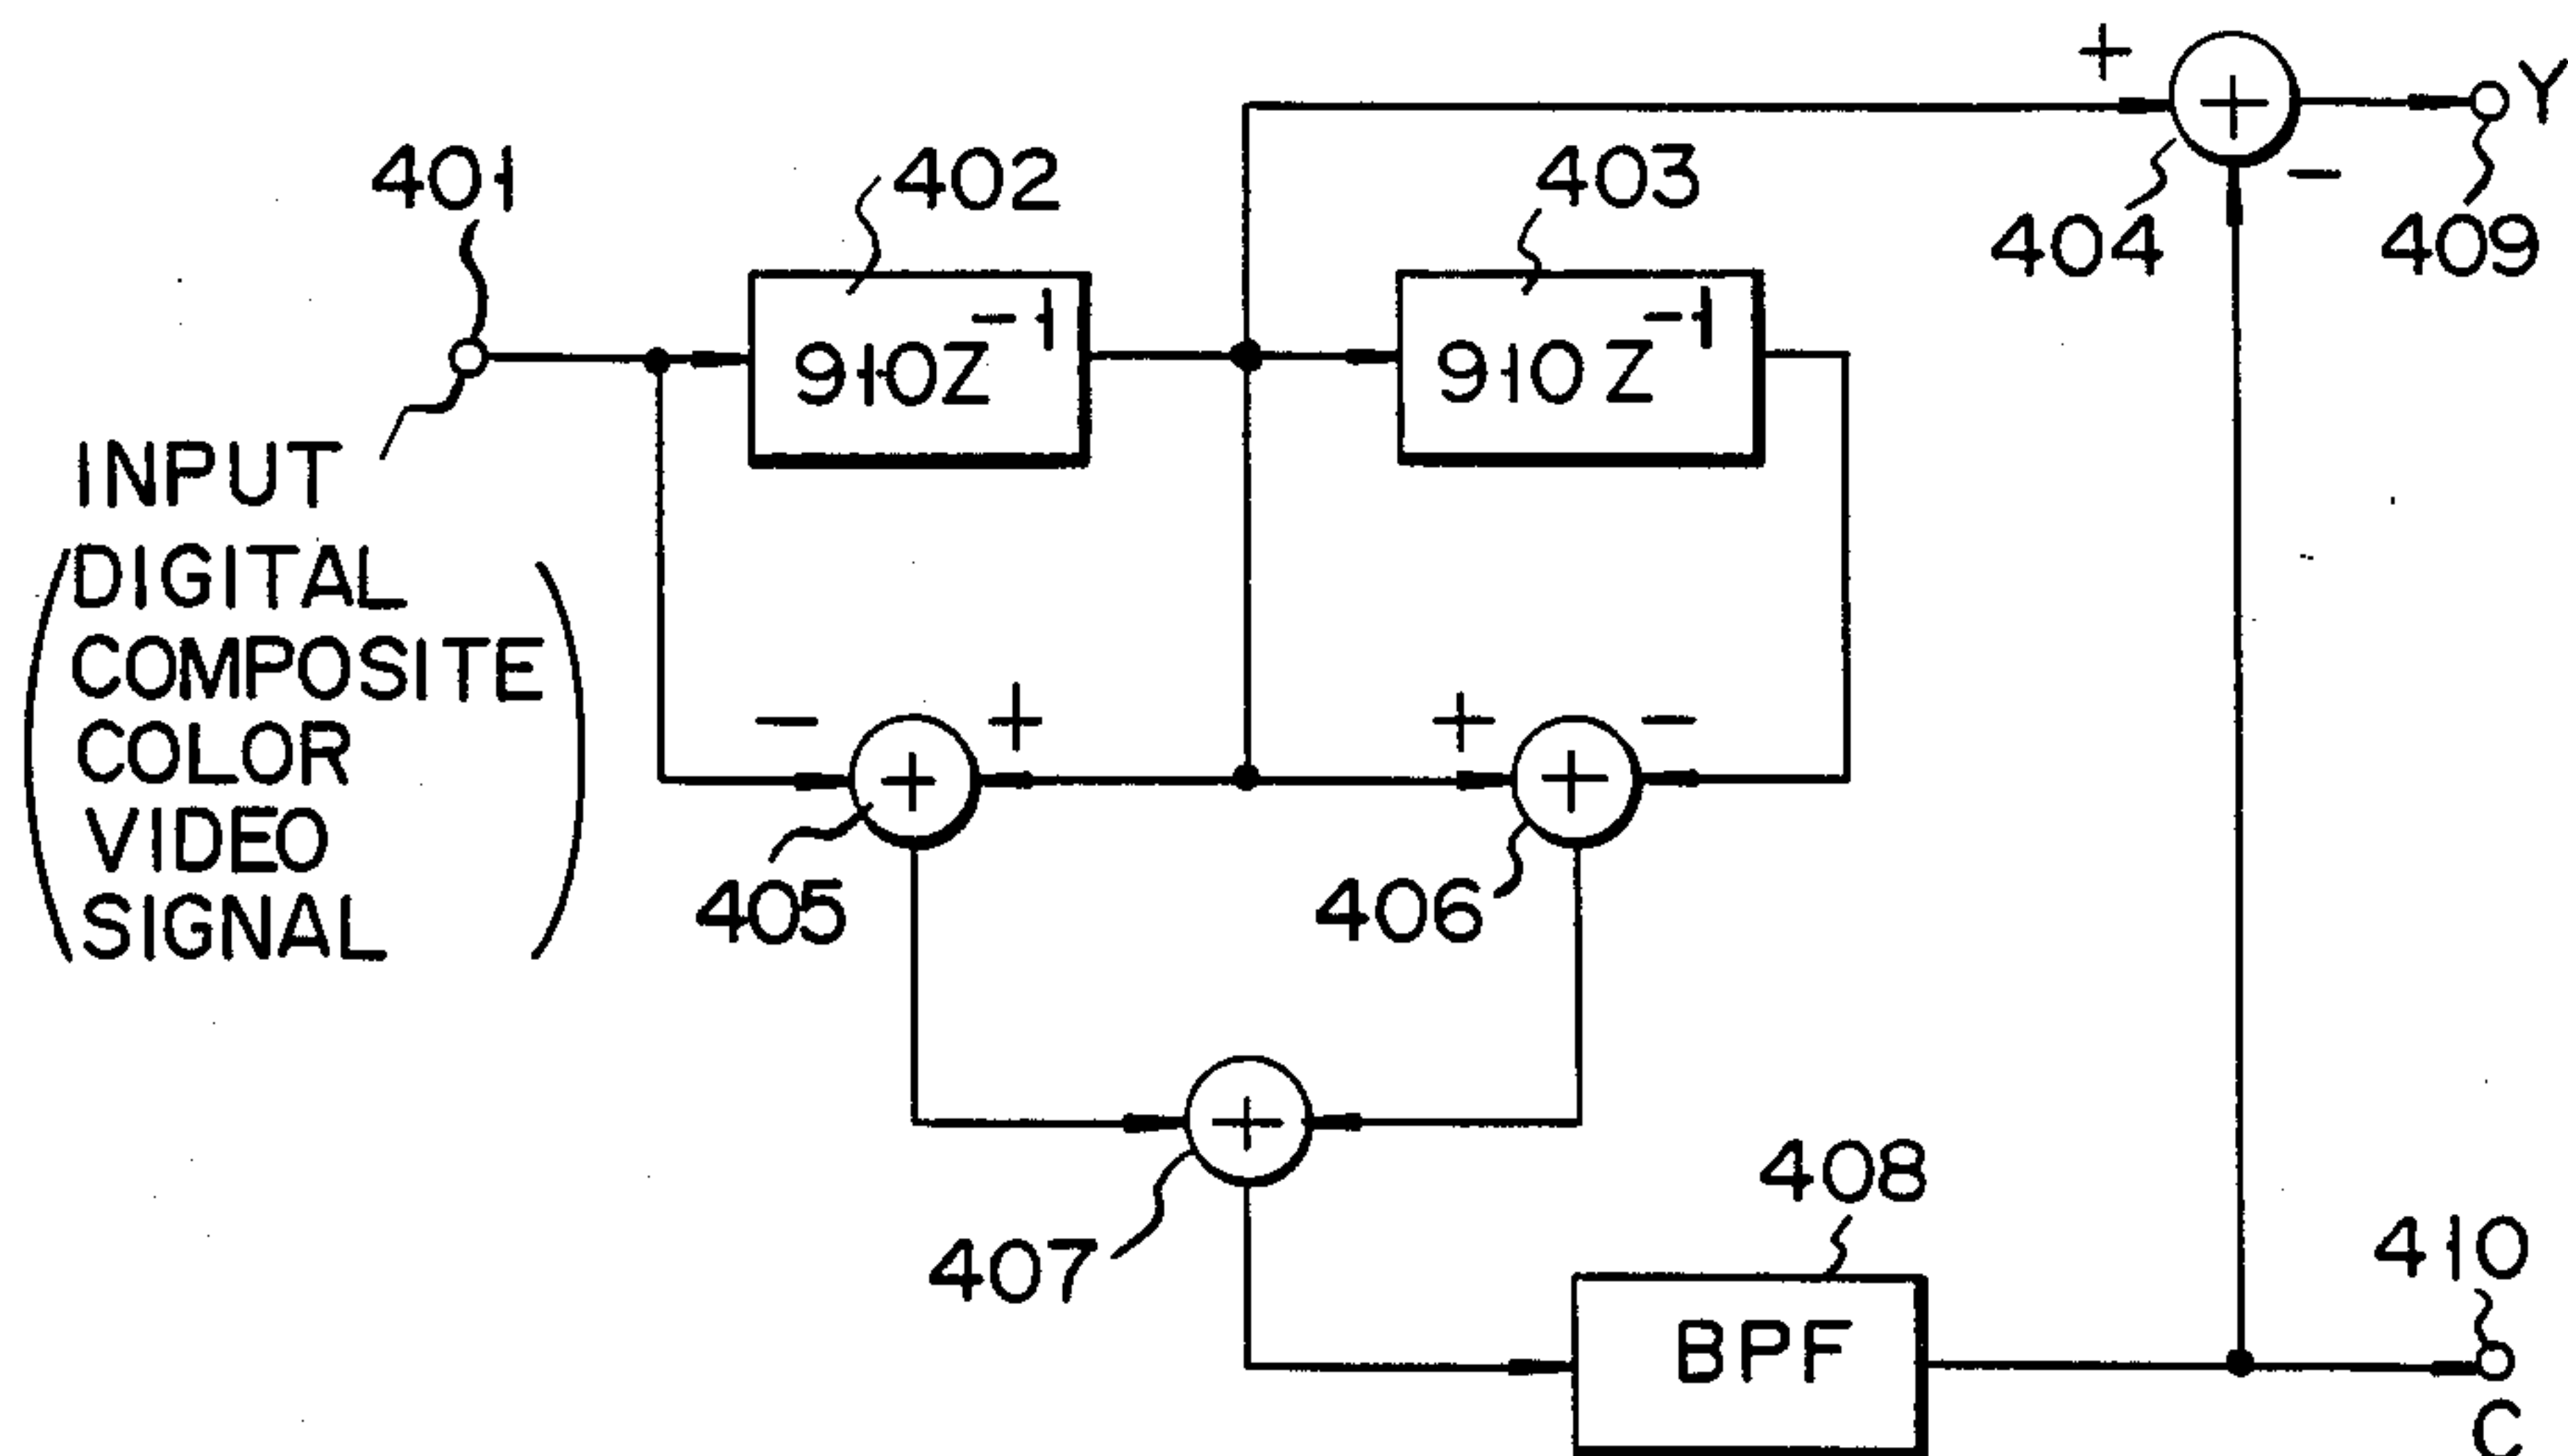 +
+
Y
401
402
403
-
404
409
910Z-1
910Z-1
INPUT
(DIGITAL
COMPOSITE
COLOR
VIDEO
SIGNAL)
-
+
+
-
+
+
405
406
+
407
408
410
BPF
C